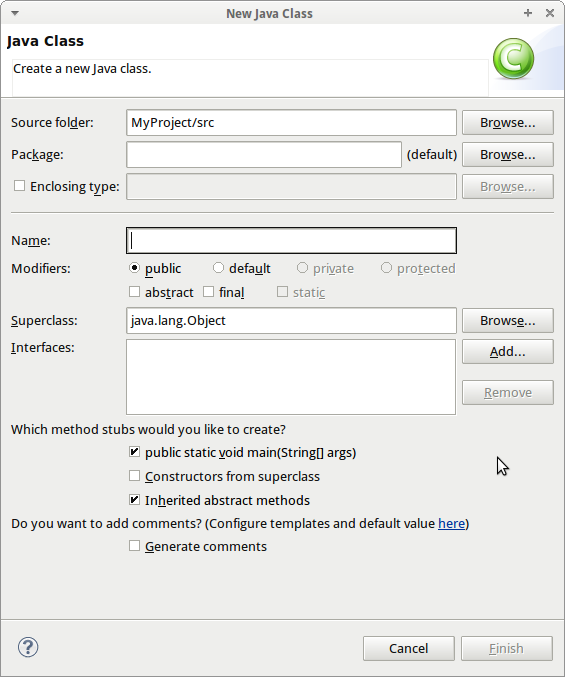 New Java Class
Java Class
Create a new Java class.
C
Source folder: MyProject/src Browse...
Package: (default) Browse...
Enclosing type: Browse...
Name:
Modifiers: public default private protected
abstract final static
Superclass: java.lang.Object Browse...
Interfaces: Add...
Remove
Which method stubs would you like to create?
public static void main(String[] args)
Constructors from superclass
Inherited abstract methods
Do you want to add comments? (Configure templates and default value here)
Generate comments
? Cancel Finish